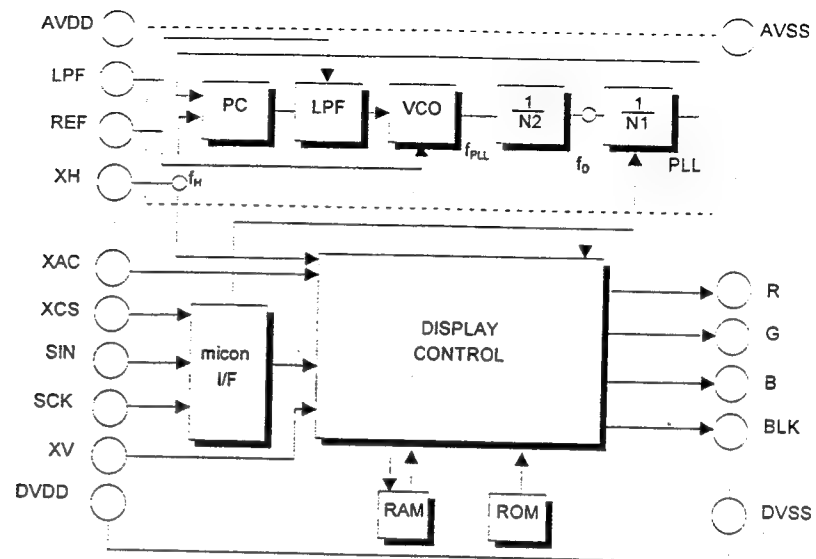 AVDD
AVSS
LPF
REF
XH
PC
LPF
VCO
1
N2
1
N1
fPLL
fD
PLL
fH
XAC
XCS
SIN
SCK
XV
DVDD
micon
I/F
DISPLAY
CONTROL
R
G
B
BLK
RAM
ROM
DVSS